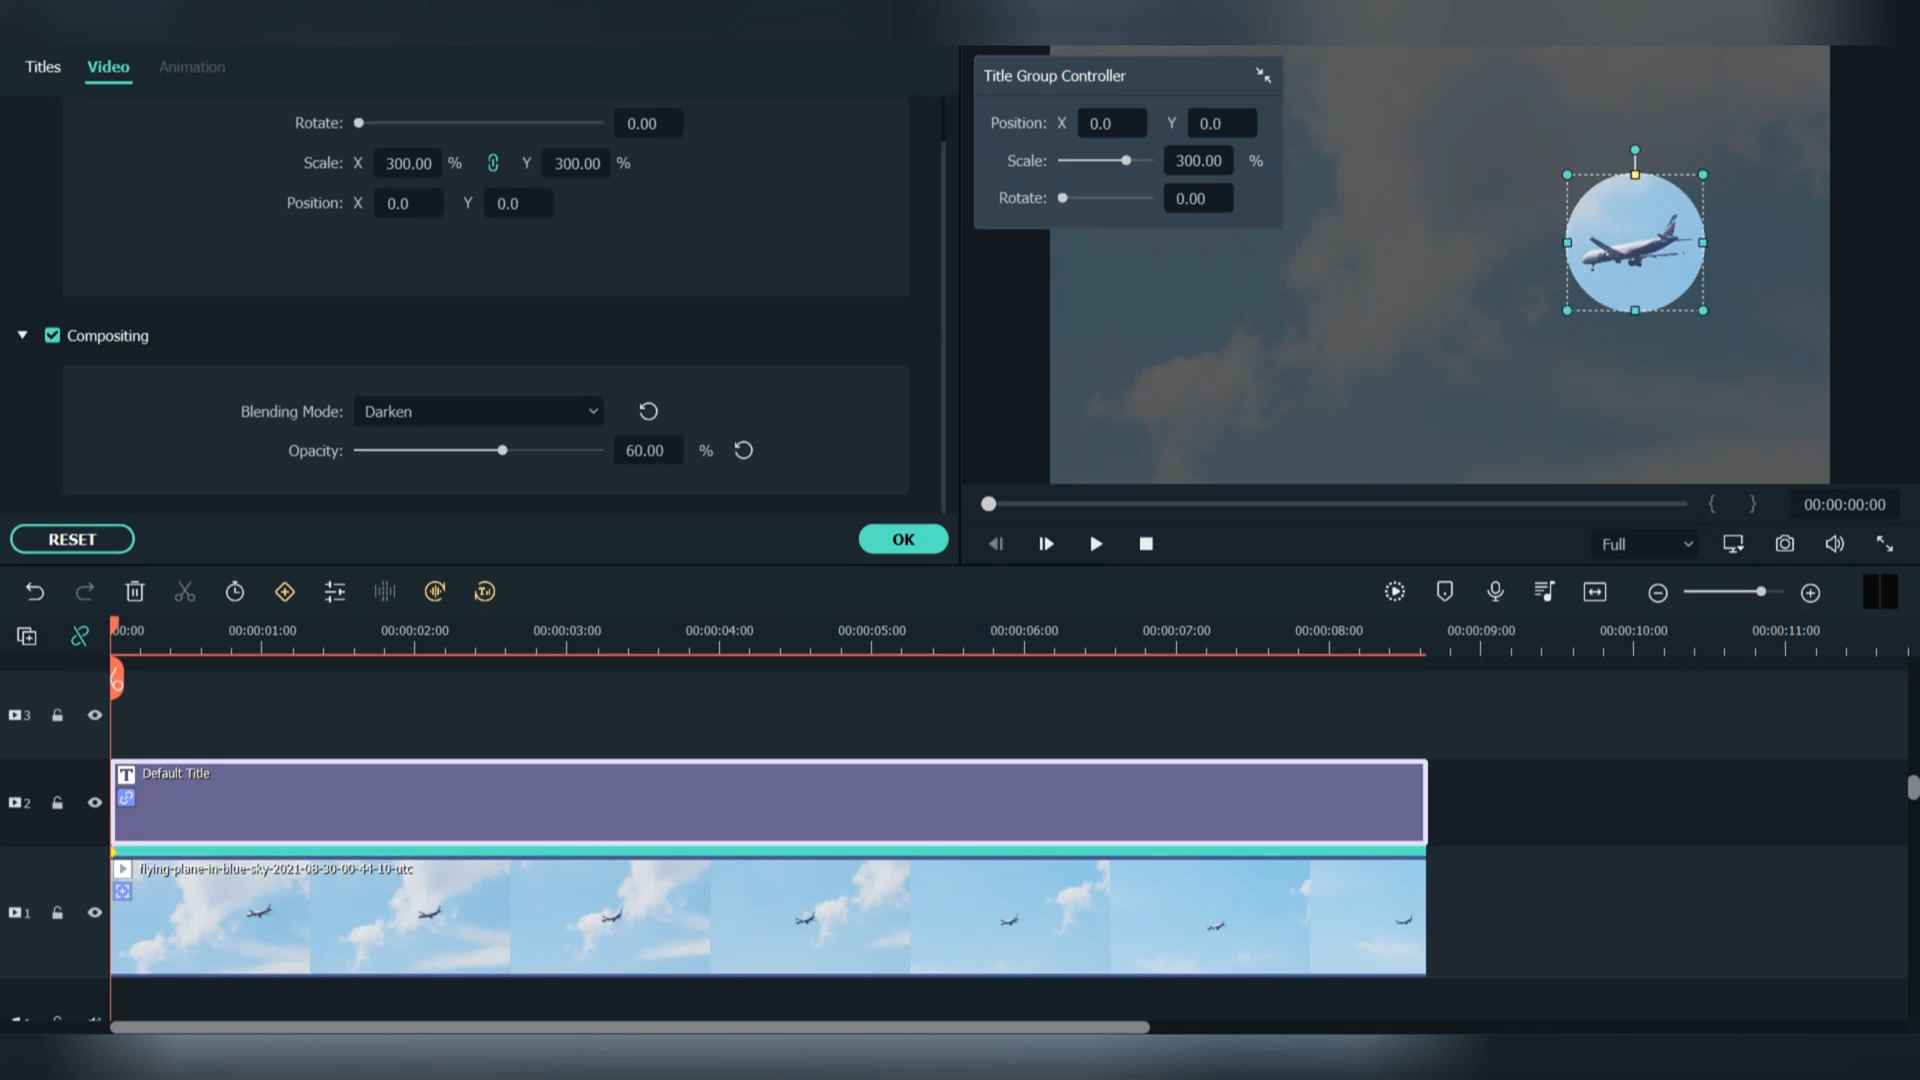 Titles Video Animation
Rotate: 0.00
Scale: X 300.00 % Y 300.00 %
Position: X 0.0 Y 0.0
Compositing
Blending Mode: Darken
Opacity: 60.00 %
RESET OK
Title Group Controller
Position: X 0.0 Y 0.0
Scale: 300.00 %
Rotate: 0.00
{ } 00:00:00:00
Full
00:00 00:00:01:00 00:00:02:00 00:00:03:00 00:00:04:00 00:00:05:00 00:00:06:00 00:00:07:00 00:00:08:00 00:00:09:00 00:00:10:00 00:00:11:00
3
2
T Default Title
1
flying-plane-in-blue-sky-2021-08-30-00-44-10-utc